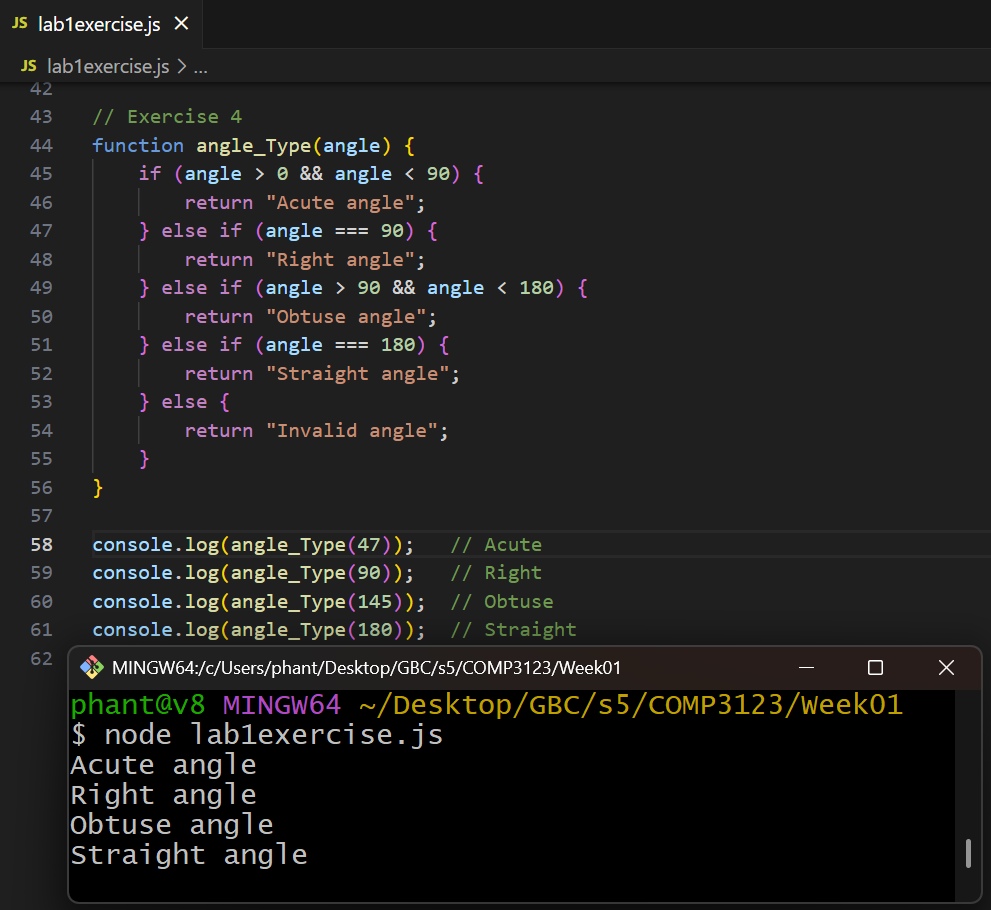 JS lab1exercise.js ×
JS lab1exercise.js > ...
42
43 // Exercise 4
44 function angle_Type(angle) {
45     if (angle > 0 && angle < 90) {
46         return "Acute angle";
47     } else if (angle === 90) {
48         return "Right angle";
49     } else if (angle > 90 && angle < 180) {
50         return "Obtuse angle";
51     } else if (angle === 180) {
52         return "Straight angle";
53     } else {
54         return "Invalid angle";
55     }
56 }
57
58 console.log(angle_Type(47));   // Acute
59 console.log(angle_Type(90));   // Right
60 console.log(angle_Type(145));  // Obtuse
61 console.log(angle_Type(180));  // Straight
62
MINGW64:/c/Users/phant/Desktop/GBC/s5/COMP3123/Week01
phant@v8 MINGW64 ~/Desktop/GBC/s5/COMP3123/Week01
$ node lab1exercise.js
Acute angle
Right angle
Obtuse angle
Straight angle